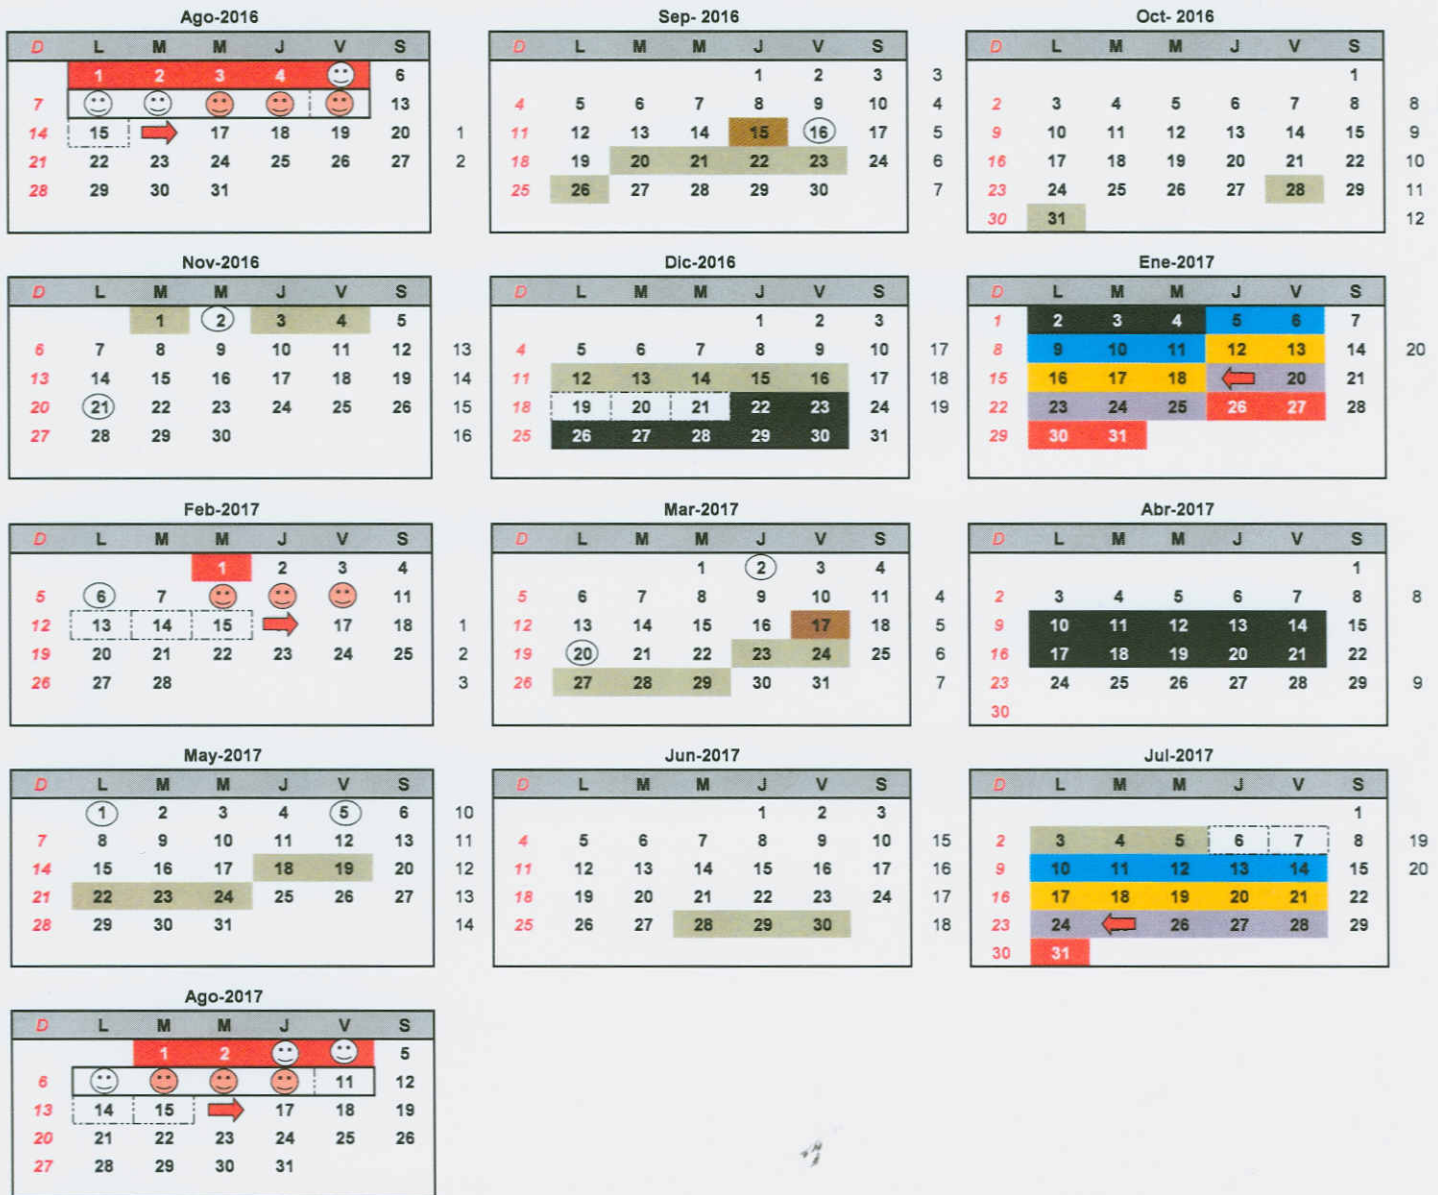 Ago-2016 Sep- 2016 Oct- 2016
D L M M J V S D L M M J V S D L M M J V S
1 2 3 4 6 1 2 3 3 1
7 13 4 5 6 7 8 9 10 4 2 3 4 5 6 7 8 8
14 15 17 18 19 20 1 11 12 13 14 15 16 17 5 9 10 11 12 13 14 15 9
21 22 23 24 25 26 27 2 18 19 20 21 22 23 24 6 16 17 18 19 20 21 22 10
28 29 30 31 25 26 27 28 29 30 7 23 24 25 26 27 28 29 11
30 31 12
Nov-2016 Dic-2016 Ene-2017
D L M M J V S D L M M J V S D L M M J V S
1 2 3 4 5 1 2 3 1 2 3 4 5 6 7
6 7 8 9 10 11 12 13 4 5 6 7 8 9 10 17 8 9 10 11 12 13 14 20
13 14 15 16 17 18 19 14 11 12 13 14 15 16 17 18 15 16 17 18 20 21
20 21 22 23 24 25 26 15 18 19 20 21 22 23 24 19 22 23 24 25 26 27 28
27 28 29 30 16 25 26 27 28 29 30 31 29 30 31
Feb-2017 Mar-2017 Abr-2017
D L M M J V S D L M M J V S D L M M J V S
1 2 3 4 1 2 3 4 1
5 6 7 11 5 6 7 8 9 10 11 4 2 3 4 5 6 7 8 8
12 13 14 15 17 18 1 12 13 14 15 16 17 18 5 9 10 11 12 13 14 15
19 20 21 22 23 24 25 2 19 20 21 22 23 24 25 6 16 17 18 19 20 21 22
26 27 28 3 26 27 28 29 30 31 7 23 24 25 26 27 28 29 9
30
May-2017 Jun-2017 Jul-2017
D L M M J V S D L M M J V S D L M M J V S
1 2 3 4 5 6 10 1 2 3 1
7 8 9 10 11 12 13 11 4 5 6 7 8 9 10 15 2 3 4 5 6 7 8 19
14 15 16 17 18 19 20 12 11 12 13 14 15 16 17 16 9 10 11 12 13 14 15 20
21 22 23 24 25 26 27 13 18 19 20 21 22 23 24 17 16 17 18 19 20 21 22
28 29 30 31 14 25 26 27 28 29 30 18 23 24 26 27 28 29
30 31
Ago-2017
D L M M J V S
1 2 5
6 11 12
13 14 15 17 18 19
20 21 22 23 24 25 26
27 28 29 30 31